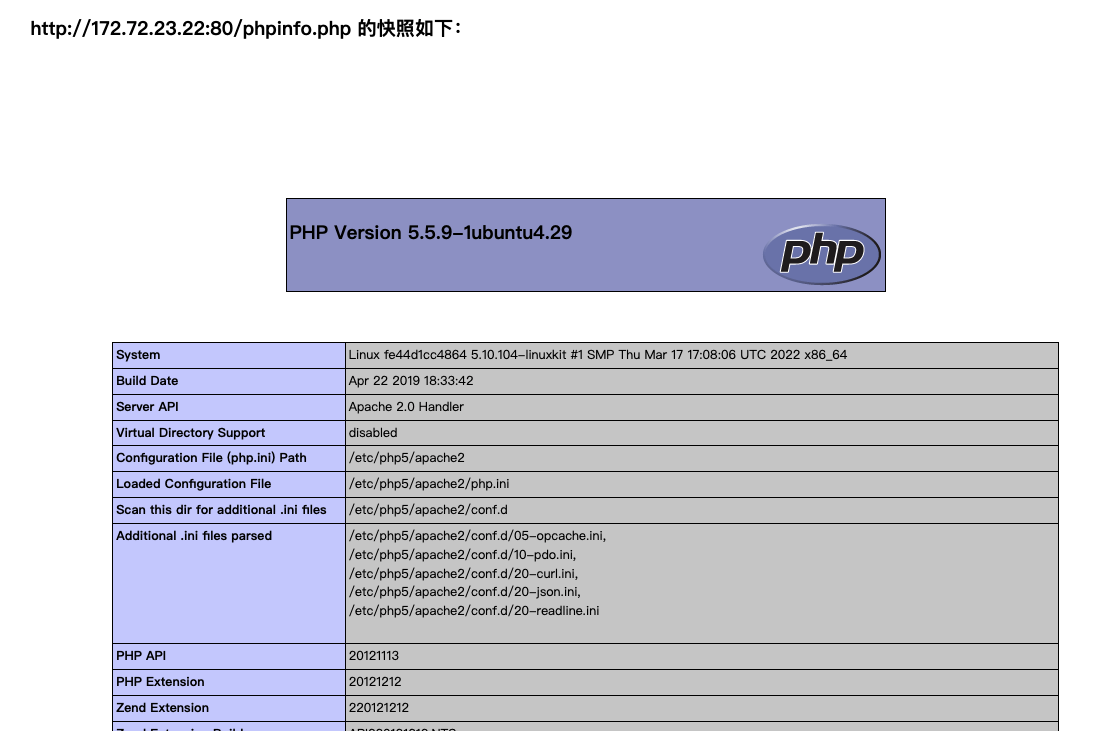 http://172.72.23.22:80/phpinfo.php 的快照如下：
PHP Version 5.5.9-1ubuntu4.29
php
System Linux fe44d1cc4864 5.10.104-linuxkit #1 SMP Thu Mar 17 17:08:06 UTC 2022 x86_64
Build Date Apr 22 2019 18:33:42
Server API Apache 2.0 Handler
Virtual Directory Support disabled
Configuration File (php.ini) Path /etc/php5/apache2
Loaded Configuration File /etc/php5/apache2/php.ini
Scan this dir for additional .ini files /etc/php5/apache2/conf.d
Additional .ini files parsed /etc/php5/apache2/conf.d/05-opcache.ini,
/etc/php5/apache2/conf.d/10-pdo.ini,
/etc/php5/apache2/conf.d/20-curl.ini,
/etc/php5/apache2/conf.d/20-json.ini,
/etc/php5/apache2/conf.d/20-readline.ini
PHP API 20121113
PHP Extension 20121212
Zend Extension 220121212